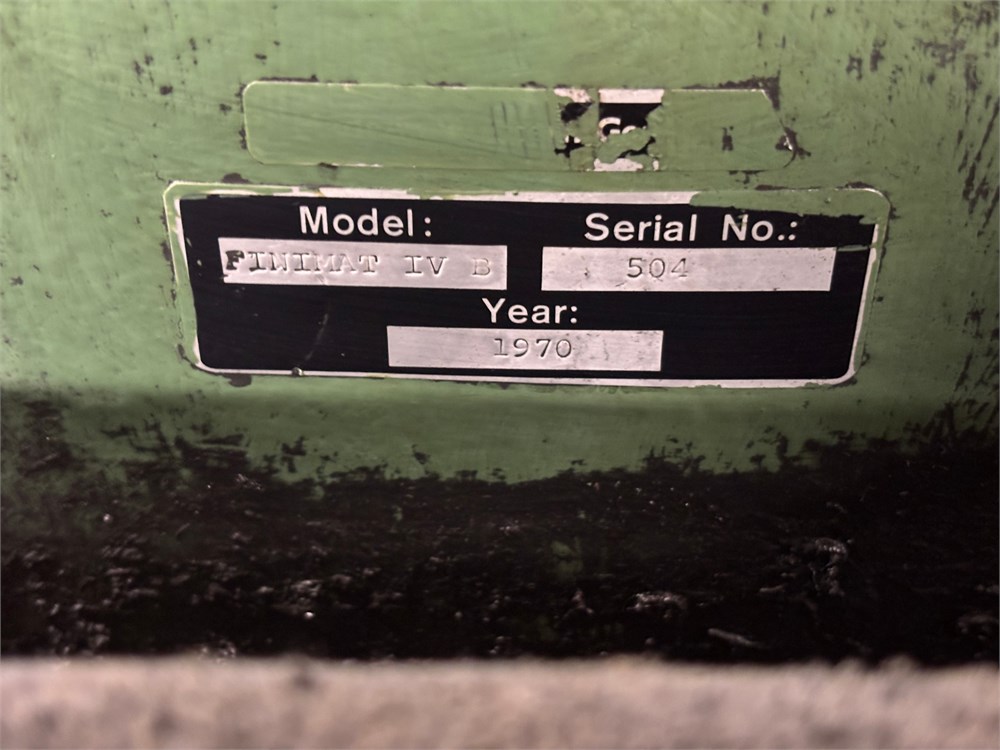 Model: Serial No.:
FINIMAT IV B 504
Year:
1970